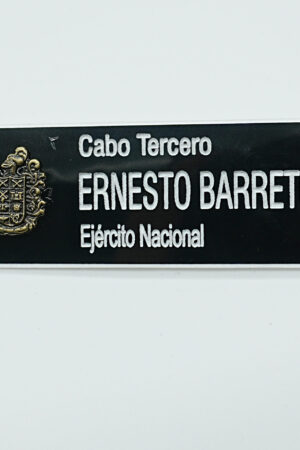 Cabo Tercero
ERNESTO BARRET
Ejército Nacional